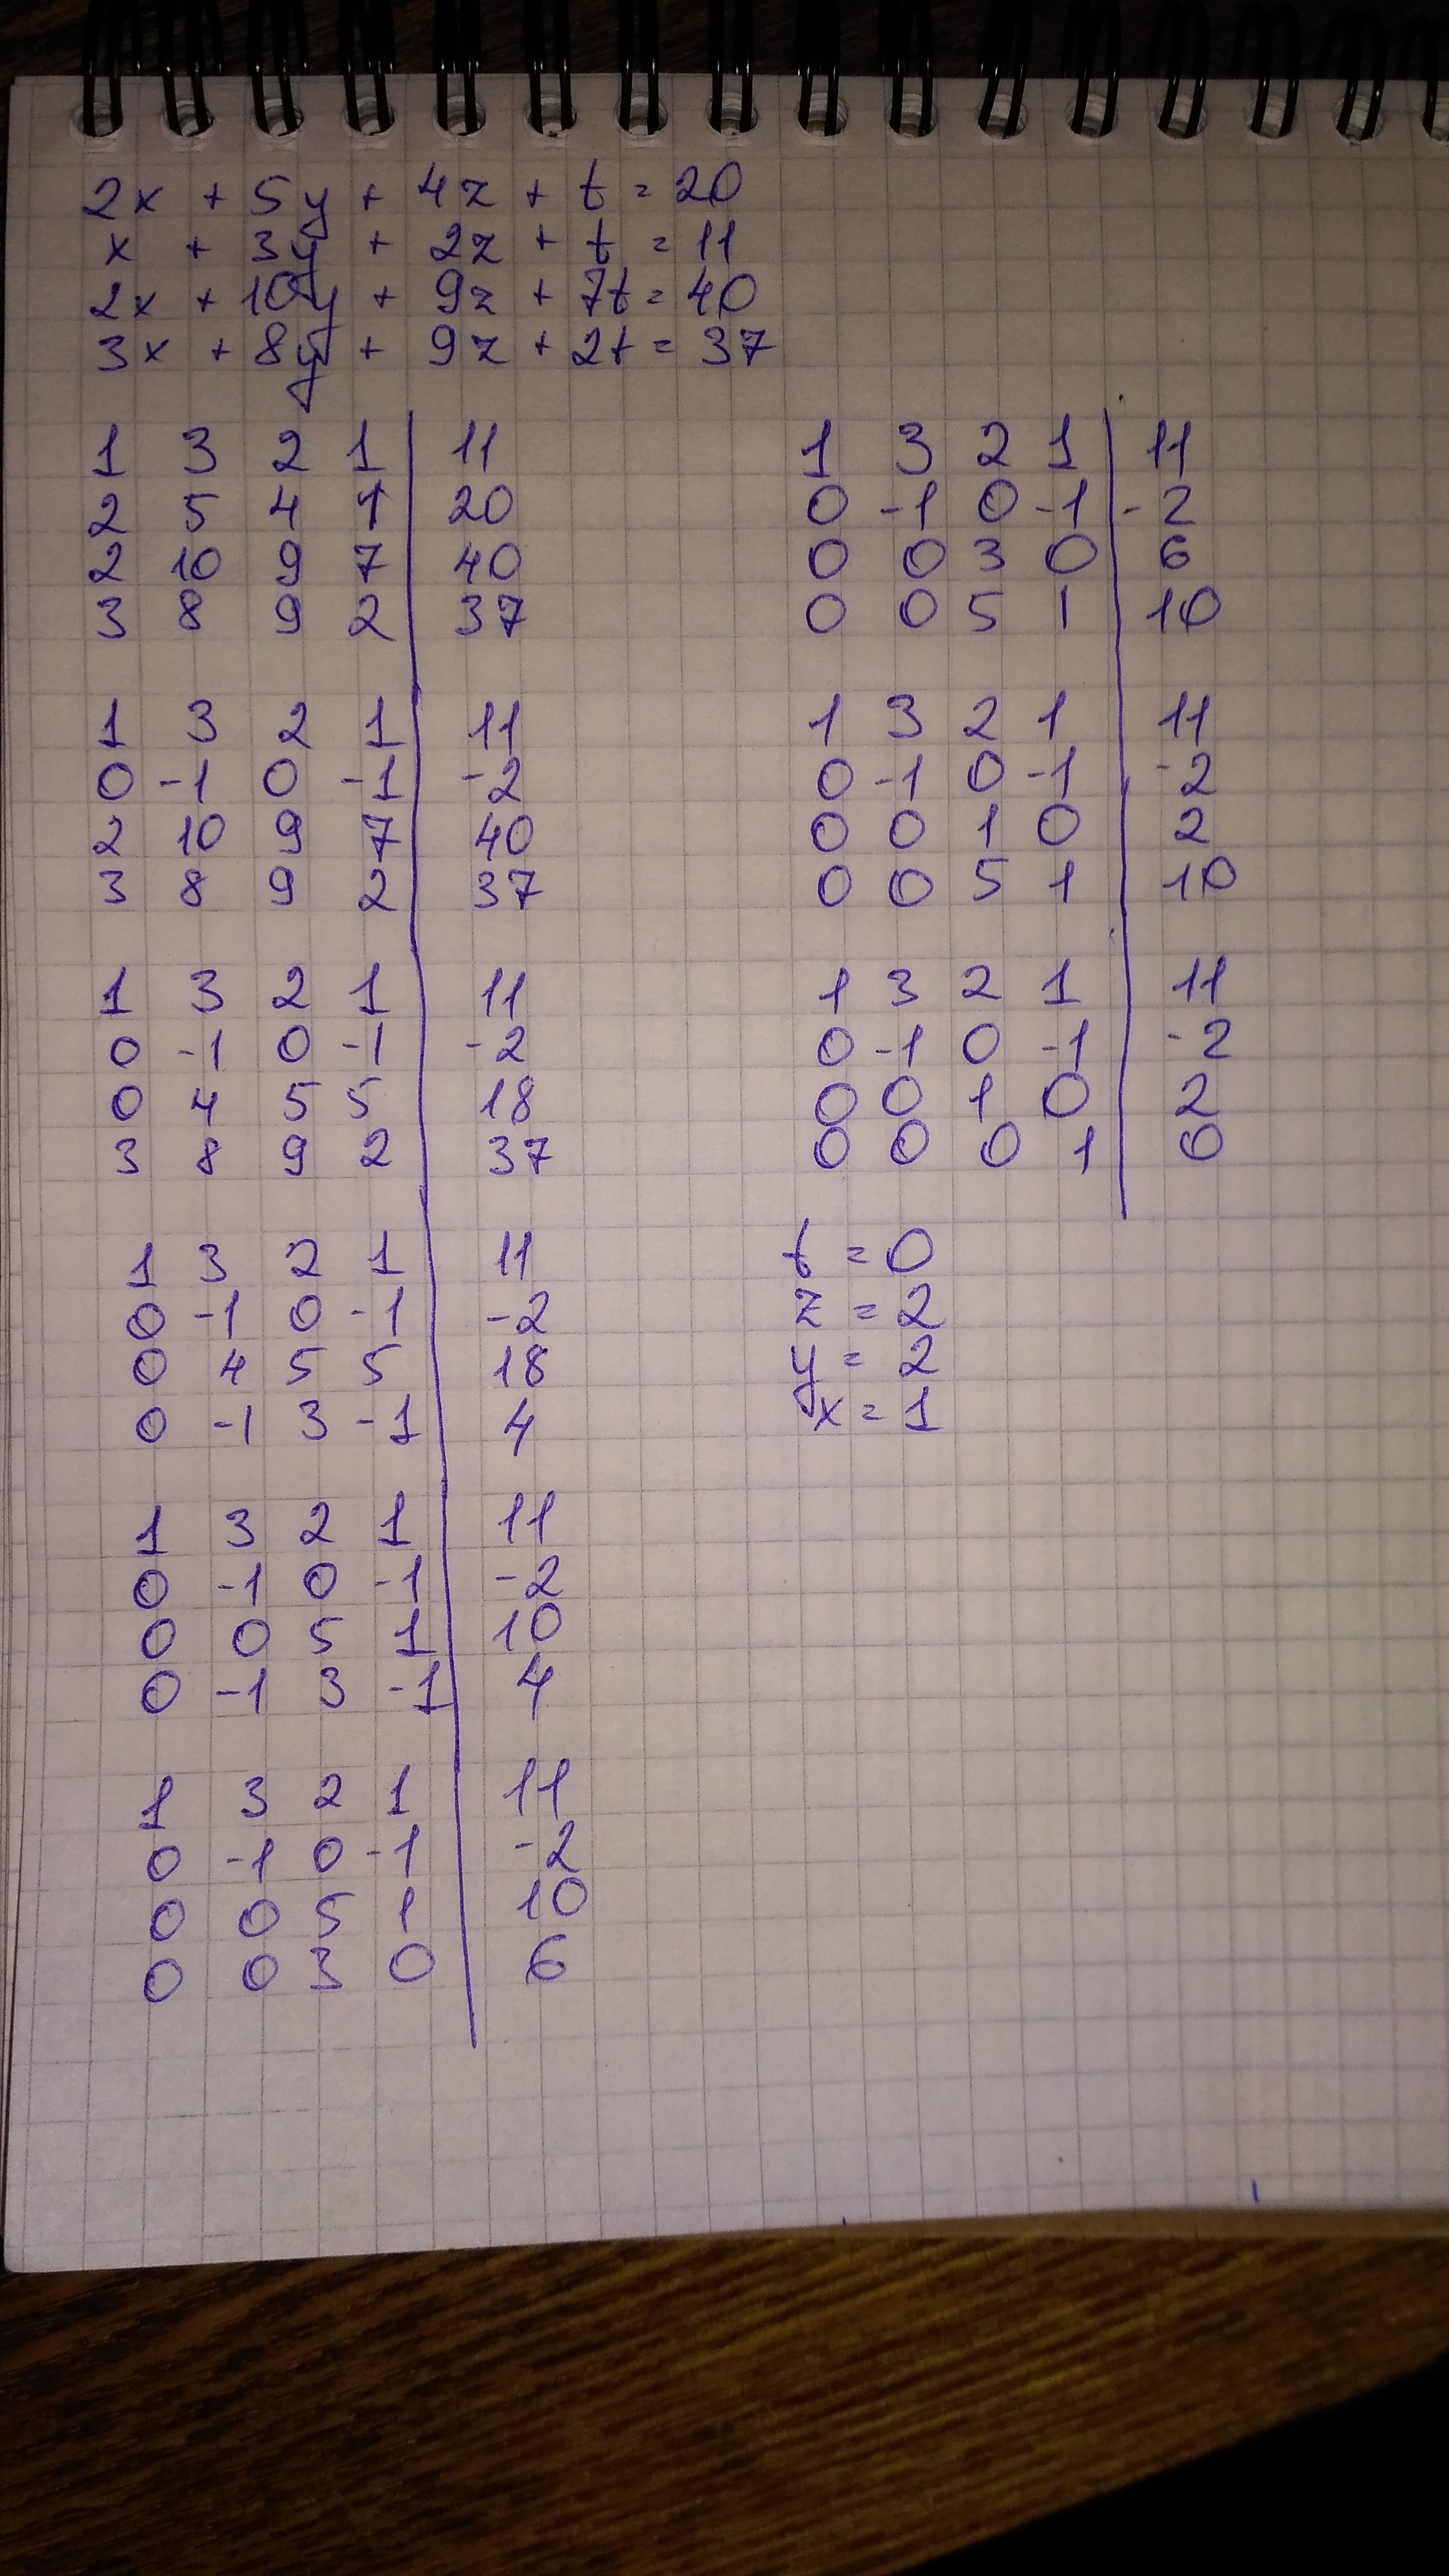 2x + 5y + 4z + t = 20
x + 3y + 2z + t = 11
2x + 10y + 9z + 7t = 40
3x + 8y + 9z + 2t = 37
1 3 2 1 | 11
2 5 4 1 | 20
2 10 9 7 | 40
3 8 9 2 | 37
1 3 2 1 | 11
0 -1 0 -1 | -2
2 10 9 7 | 40
3 8 9 2 | 37
1 3 2 1 | 11
0 -1 0 -1 | -2
0 4 5 5 | 18
3 8 9 2 | 37
1 3 2 1 | 11
0 -1 0 -1 | -2
0 4 5 5 | 18
0 -1 3 -1 | 4
1 3 2 1 | 11
0 -1 0 -1 | -2
0 0 5 1 | 10
0 -1 3 -1 | 4
1 3 2 1 | 11
0 -1 0 -1 | -2
0 0 5 1 | 10
0 0 3 0 | 6
1 3 2 1 | 11
0 -1 0 -1 | -2
0 0 3 0 | 6
0 0 5 1 | 10
1 3 2 1 | 11
0 -1 0 -1 | -2
0 0 1 0 | 2
0 0 5 1 | 10
1 3 2 1 | 11
0 -1 0 -1 | -2
0 0 1 0 | 2
0 0 0 1 | 0
t = 0
z = 2
y = 2
x = 1